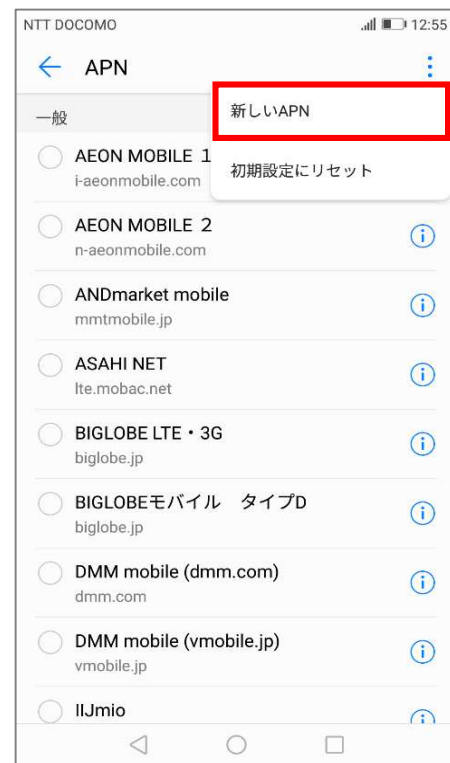 NTT DOCOMO 12:55
APN
一般
新しいAPN
初期設定にリセット
AEON MOBILE 1
i-aeonmobile.com
AEON MOBILE 2
n-aeonmobile.com
ANDmarket mobile
mmtmobile.jp
ASAHI NET
lte.mobac.net
BIGLOBE LTE・3G
biglobe.jp
BIGLOBEモバイル　タイプD
biglobe.jp
DMM mobile (dmm.com)
dmm.com
DMM mobile (vmobile.jp)
vmobile.jp
IIJmio